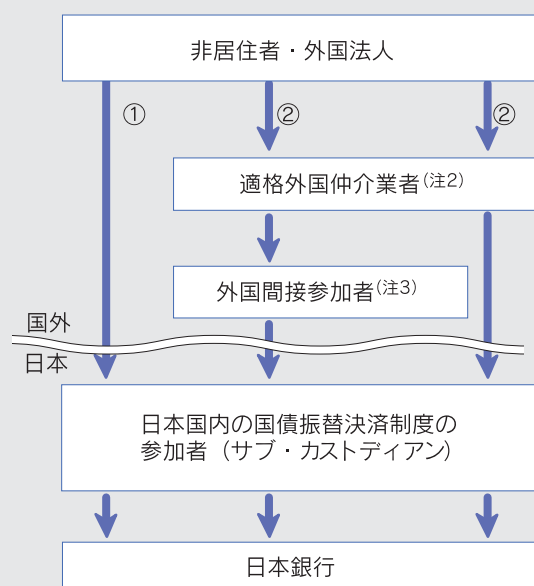 非居住者・外国法人
①
②
②
適格外国仲介業者(注2)
外国間接参加者(注3)
国外
日本
日本国内の国債振替決済制度の
参加者（サブ・カストディアン）
日本銀行